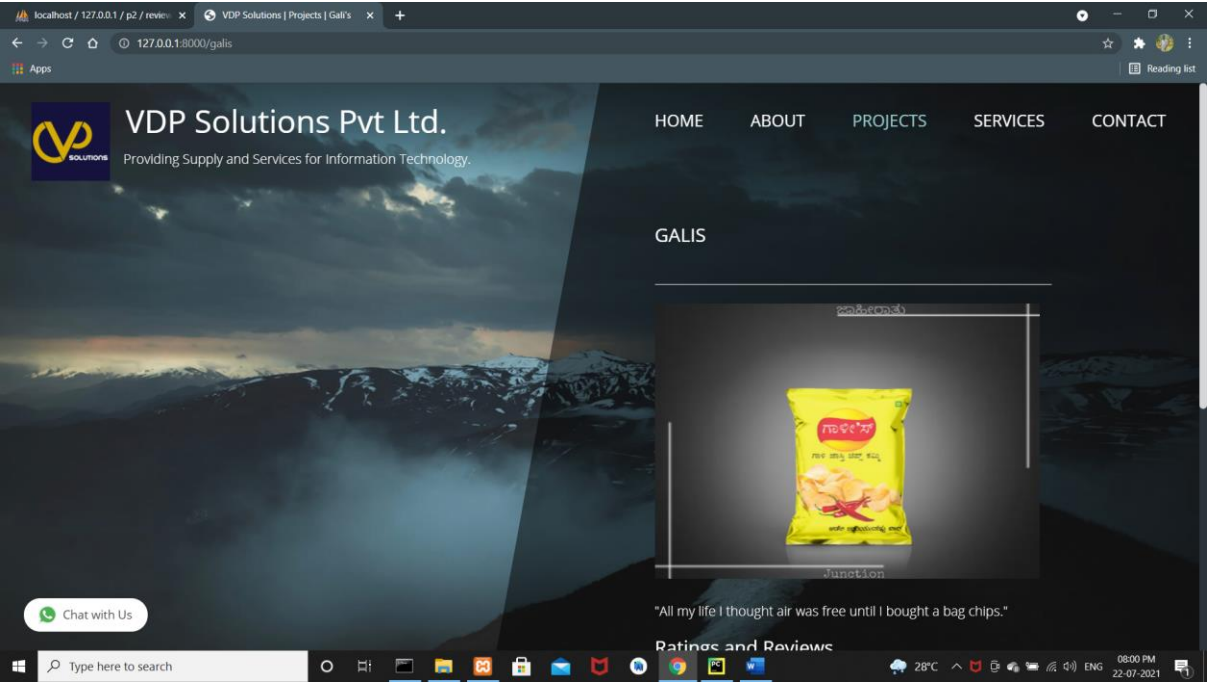 localhost / 127.0.0.1 / p2 / review
VDP Solutions | Projects | Gali's
127.0.0.1:8000/galis
Apps
Reading list
SOLUTIONS
VDP Solutions Pvt Ltd.
Providing Supply and Services for Information Technology.
HOME ABOUT PROJECTS SERVICES CONTACT
GALIS
ಜಾಹೀರಾತು
ಗಾಳೀ'ಸ್
ಗಾಳಿ ಜಾಸ್ತಿ ಚಿಪ್ಸ್ ಕಮ್ಮಿ
Junction
"All my life I thought air was free until I bought a bag chips."
Ratings and Reviews
Chat with Us
Type here to search
28°C
ENG
08:00 PM
22-07-2021
1